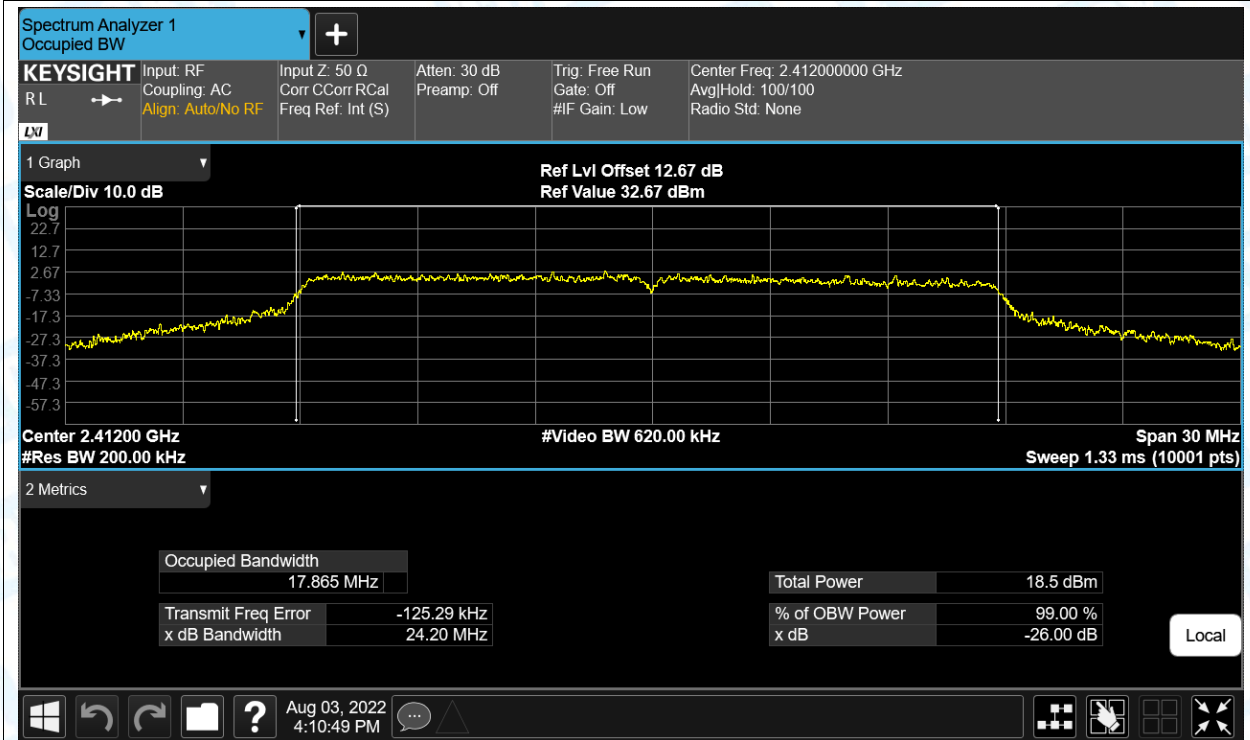 Spectrum Analyzer 1
Occupied BW
KEYSIGHT
R L
LXI
Input: RF
Coupling: AC
Align: Auto/No RF
Input Z: 50 Ω
Corr CCorr RCal
Freq Ref: Int (S)
Atten: 30 dB
Preamp: Off
Trig: Free Run
Gate: Off
#IF Gain: Low
Center Freq: 2.412000000 GHz
Avg|Hold: 100/100
Radio Std: None
1 Graph
Scale/Div 10.0 dB
Ref Lvl Offset 12.67 dB
Ref Value 32.67 dBm
Log
22.7
12.7
2.67
-7.33
-17.3
-27.3
-37.3
-47.3
-57.3
Center 2.41200 GHz
#Res BW 200.00 kHz
#Video BW 620.00 kHz
Span 30 MHz
Sweep 1.33 ms (10001 pts)
2 Metrics
Occupied Bandwidth
17.865 MHz
Transmit Freq Error -125.29 kHz
x dB Bandwidth 24.20 MHz
Total Power 18.5 dBm
% of OBW Power 99.00 %
x dB -26.00 dB
Local
?
Aug 03, 2022
4:10:49 PM